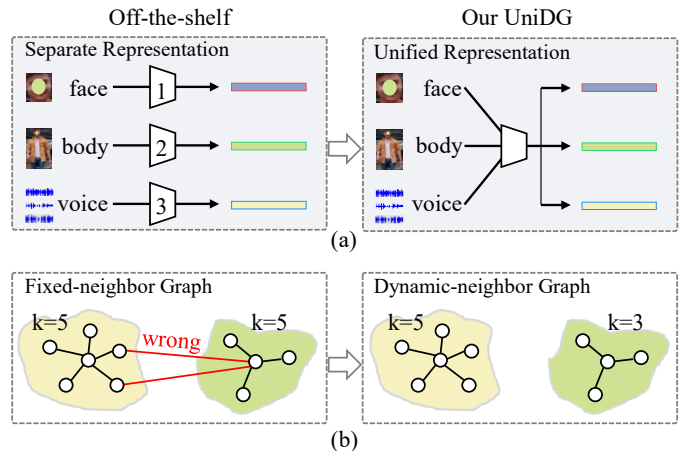 Off-the-shelf
Our UniDG
Separate Representation
face
1
body
2
voice
3
Unified Representation
face
body
voice
(a)
Fixed-neighbor Graph
k=5
wrong
k=5
Dynamic-neighbor Graph
k=5
k=3
(b)